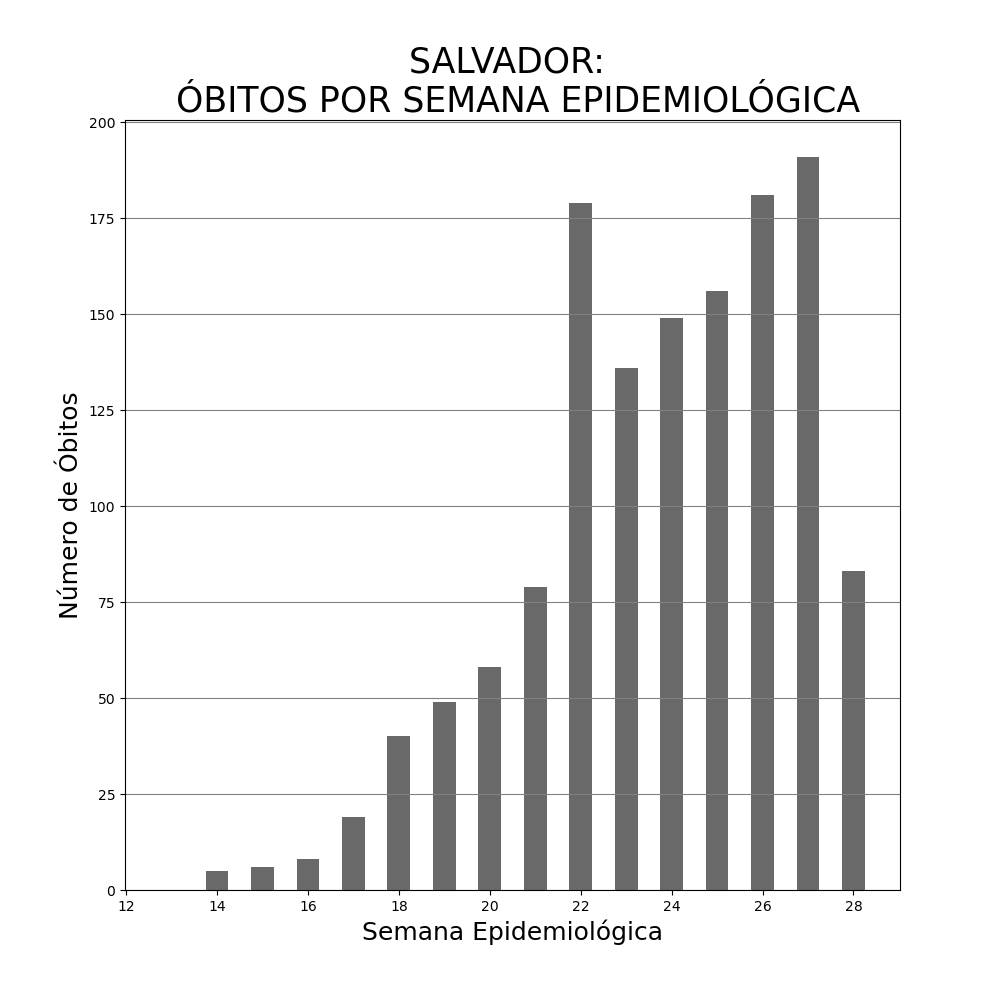 SALVADOR:
ÓBITOS POR SEMANA EPIDEMIOLÓGICA
200
175
150
125
100
75
50
25
0
Número de Óbitos
12 14 16 18 20 22 24 26 28
Semana Epidemiológica